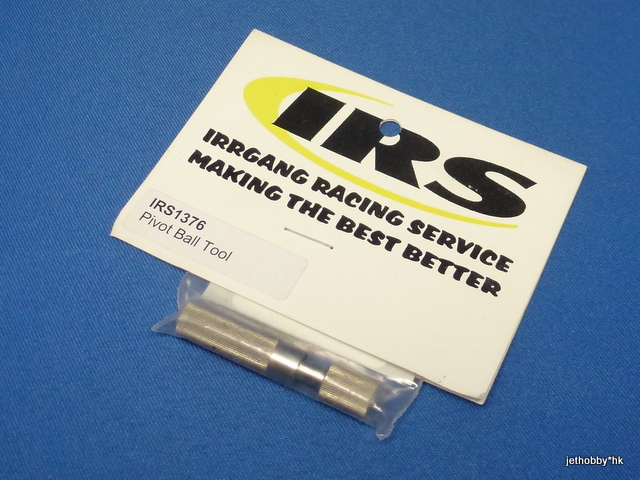 IRS
IRRGANG RACING SERVICE
MAKING THE BEST BETTER
IRS1376
Pivot Ball Tool
jethobby*hk